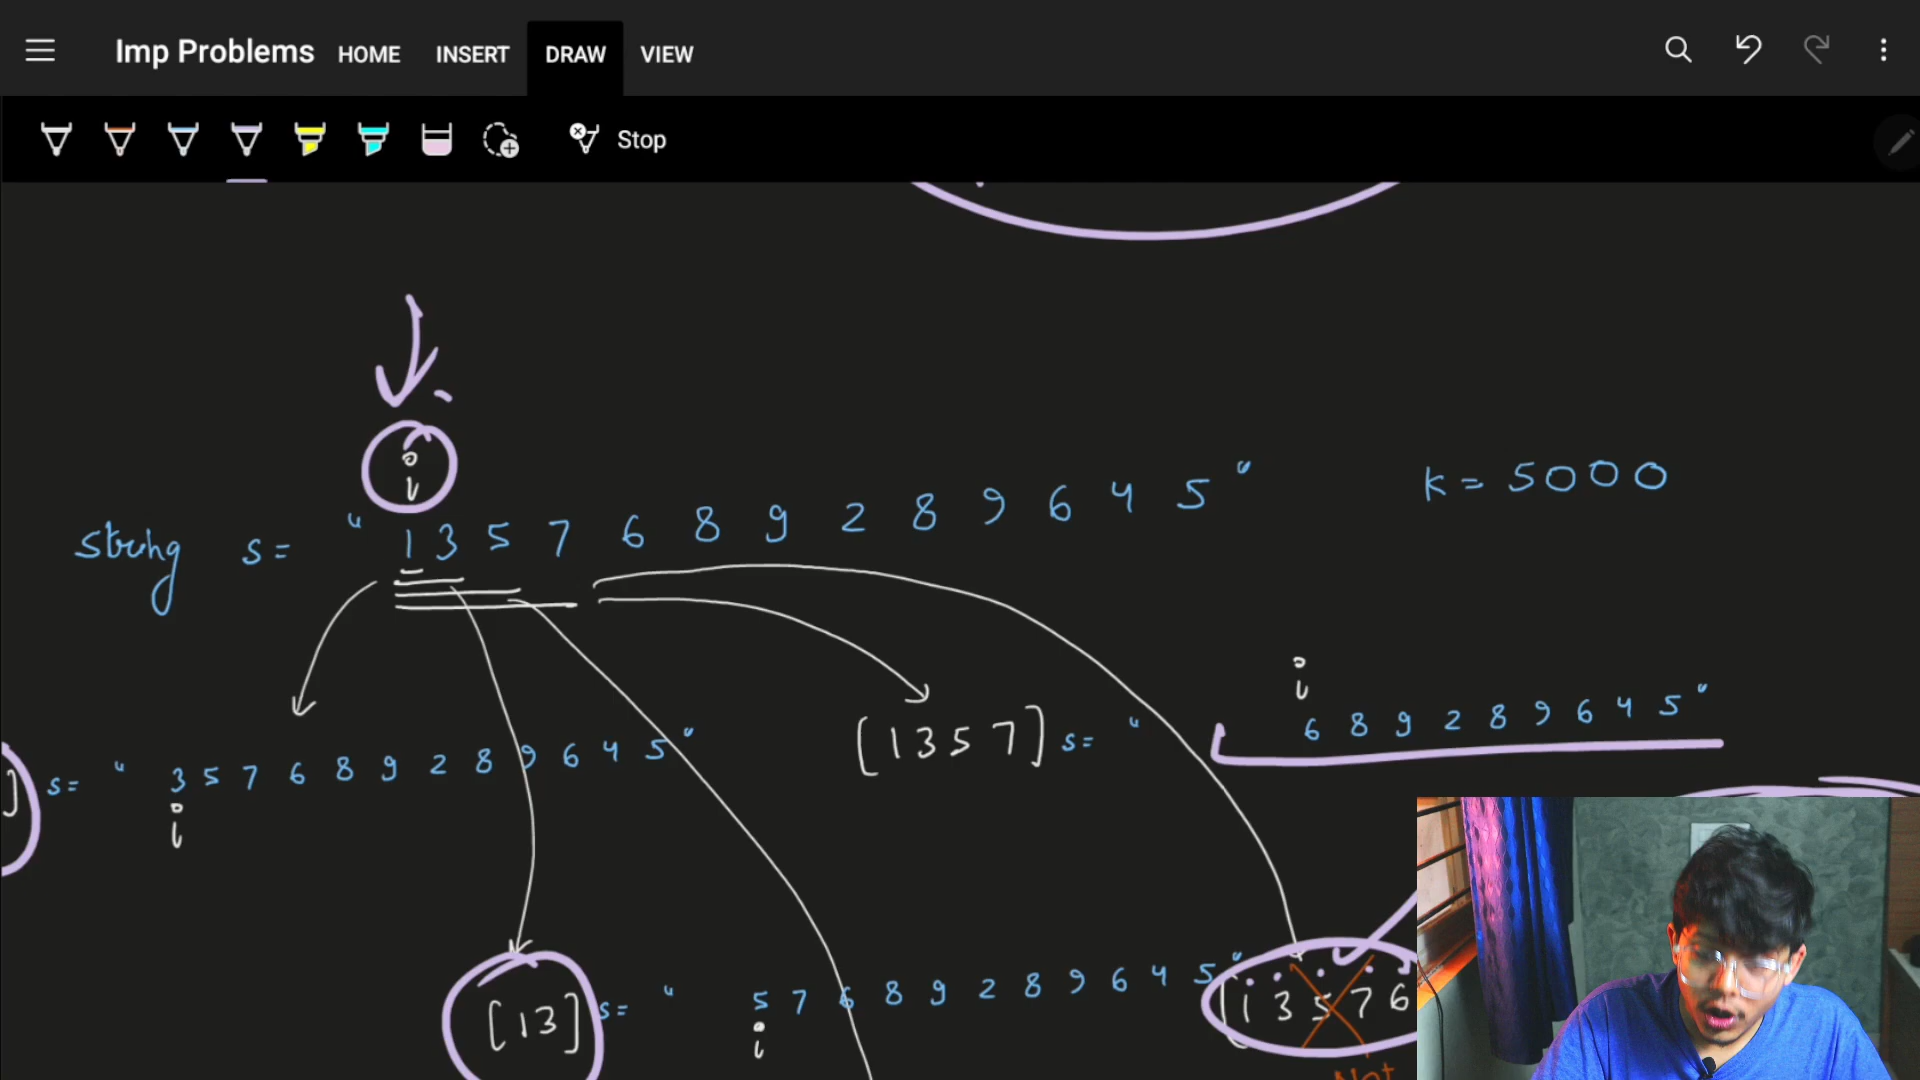 Imp Problems HOME INSERT DRAW VIEW
Stop
i
string s = " 1 3 5 7 6 8 9 2 8 9 6 4 5 " k = 5000
i
[1 3 5 7] s = " 6 8 9 2 8 9 6 4 5 "
] s = " 3 5 7 6 8 9 2 8 9 6 4 5 "
i
[13] s = " 5 7 6 8 9 2 8 9 6 4 5 " [1 3 5 7 6
i
Not